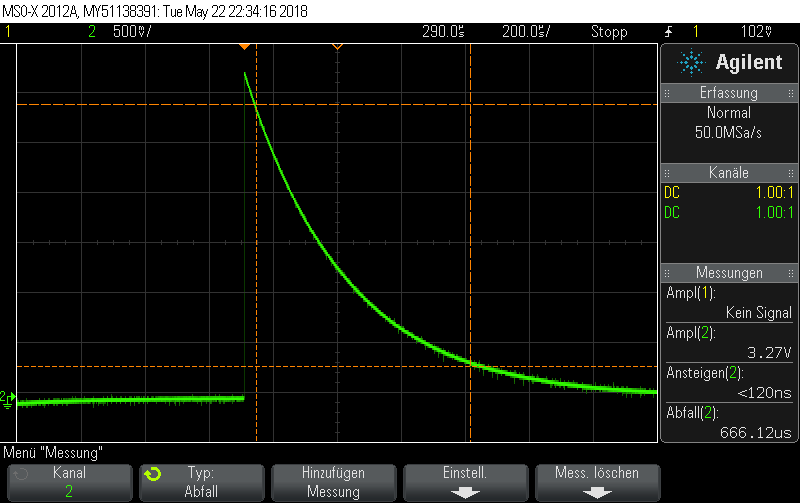 MSO-X 2012A, MY51138391: Tue May 22 22:34:16 2018
1 2 500▽/ 290.0s 200.0s/ Stopp 1 102▽
Agilent
Erfassung
Normal
50.0MSa/s
Kanäle
DC 1.00:1
DC 1.00:1
Messungen
Ampl(1):
Kein Signal
Ampl(2):
3.27V
Ansteigen(2):
<120ns
Abfall(2):
666.12us
2
Menü "Messung"
Kanal
2
Typ:
Abfall
Hinzufügen
Messung
Einstell.
Mess. löschen